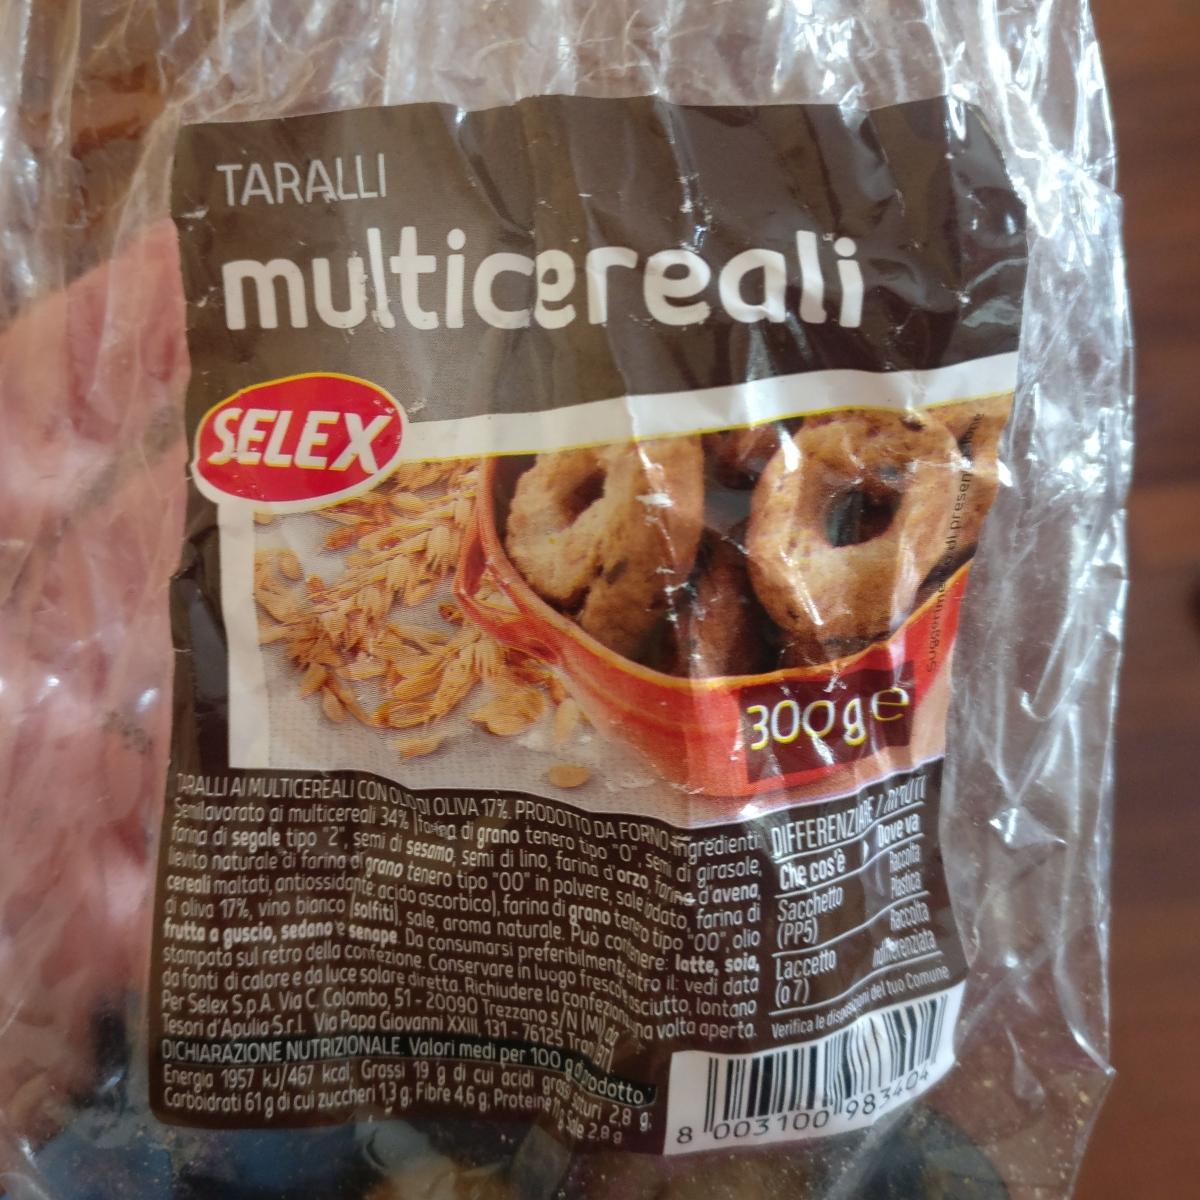 TARALLI
multicereali
SELEX
Suggerimento di presentazione
300 g e
TARALLI AI MULTICEREALI CON OLIO DI OLIVA 17%. PRODOTTO DA FORNO - Ingredienti:
Semilavorato ai multicereali 34% (farina di grano tenero tipo "0", semi di girasole,
farina di segale tipo "2", semi di sesamo, semi di lino, farina d'orzo, farina d'avena,
lievito naturale di farina di grano tenero tipo "00" in polvere, sale iodato, farina di
cereali maltati, antiossidante: acido ascorbico), farina di grano tenero tipo "00", olio
di oliva 17%, vino bianco (solfiti), sale, aroma naturale. Può contenere: latte, soia,
frutta a guscio, sedano e senape. Da consumarsi preferibilmente entro il: vedi data
stampata sul retro della confezione. Conservare in luogo fresco e asciutto, lontano
da fonti di calore e da luce solare diretta. Richiudere la confezione una volta aperta.
Per Selex S.p.A. Via C. Colombo, 51 - 20090 Trezzano s/N (MI) da
Tesori d'Apulia S.r.l. Via Papa Giovanni XXIII, 131 - 76125 Trani (BT)
DICHIARAZIONE NUTRIZIONALE. Valori medi per 100 g di prodotto
Energia 1957 kJ/467 kcal; Grassi 19 g di cui acidi grassi saturi 2,8 g;
Carboidrati 61 g di cui zuccheri 1,3 g; Fibre 4,6 g; Proteine 11 g; Sale 2,8 g
DIFFERENZIARE I RIFIUTI
Che cos'è Dove va
Sacchetto (PP5) Raccolta Plastica
Laccetto (o 7) Raccolta indifferenziata
Verifica le disposizioni del tuo Comune
8 003100 983404